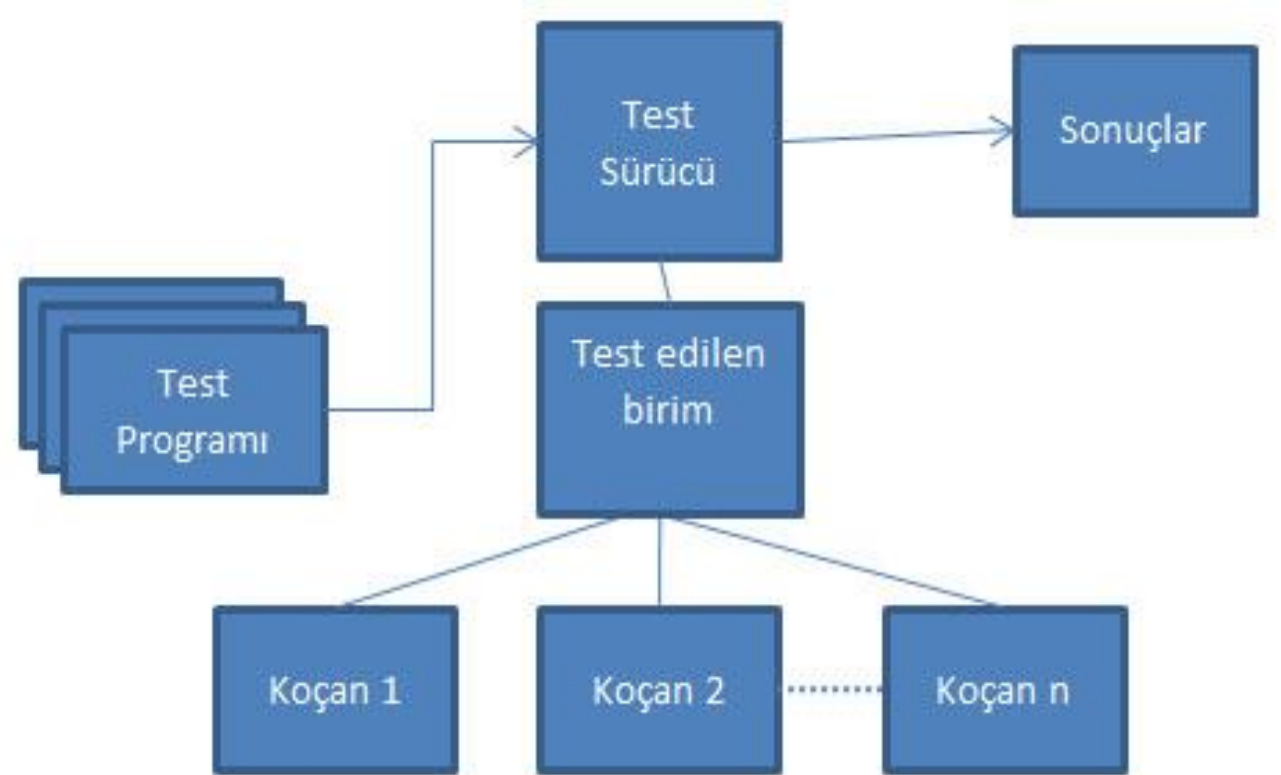 Test
Sürücü
Sonuçlar
Test edilen
birim
Test
Programı
Koçan 1
Koçan 2
Koçan n